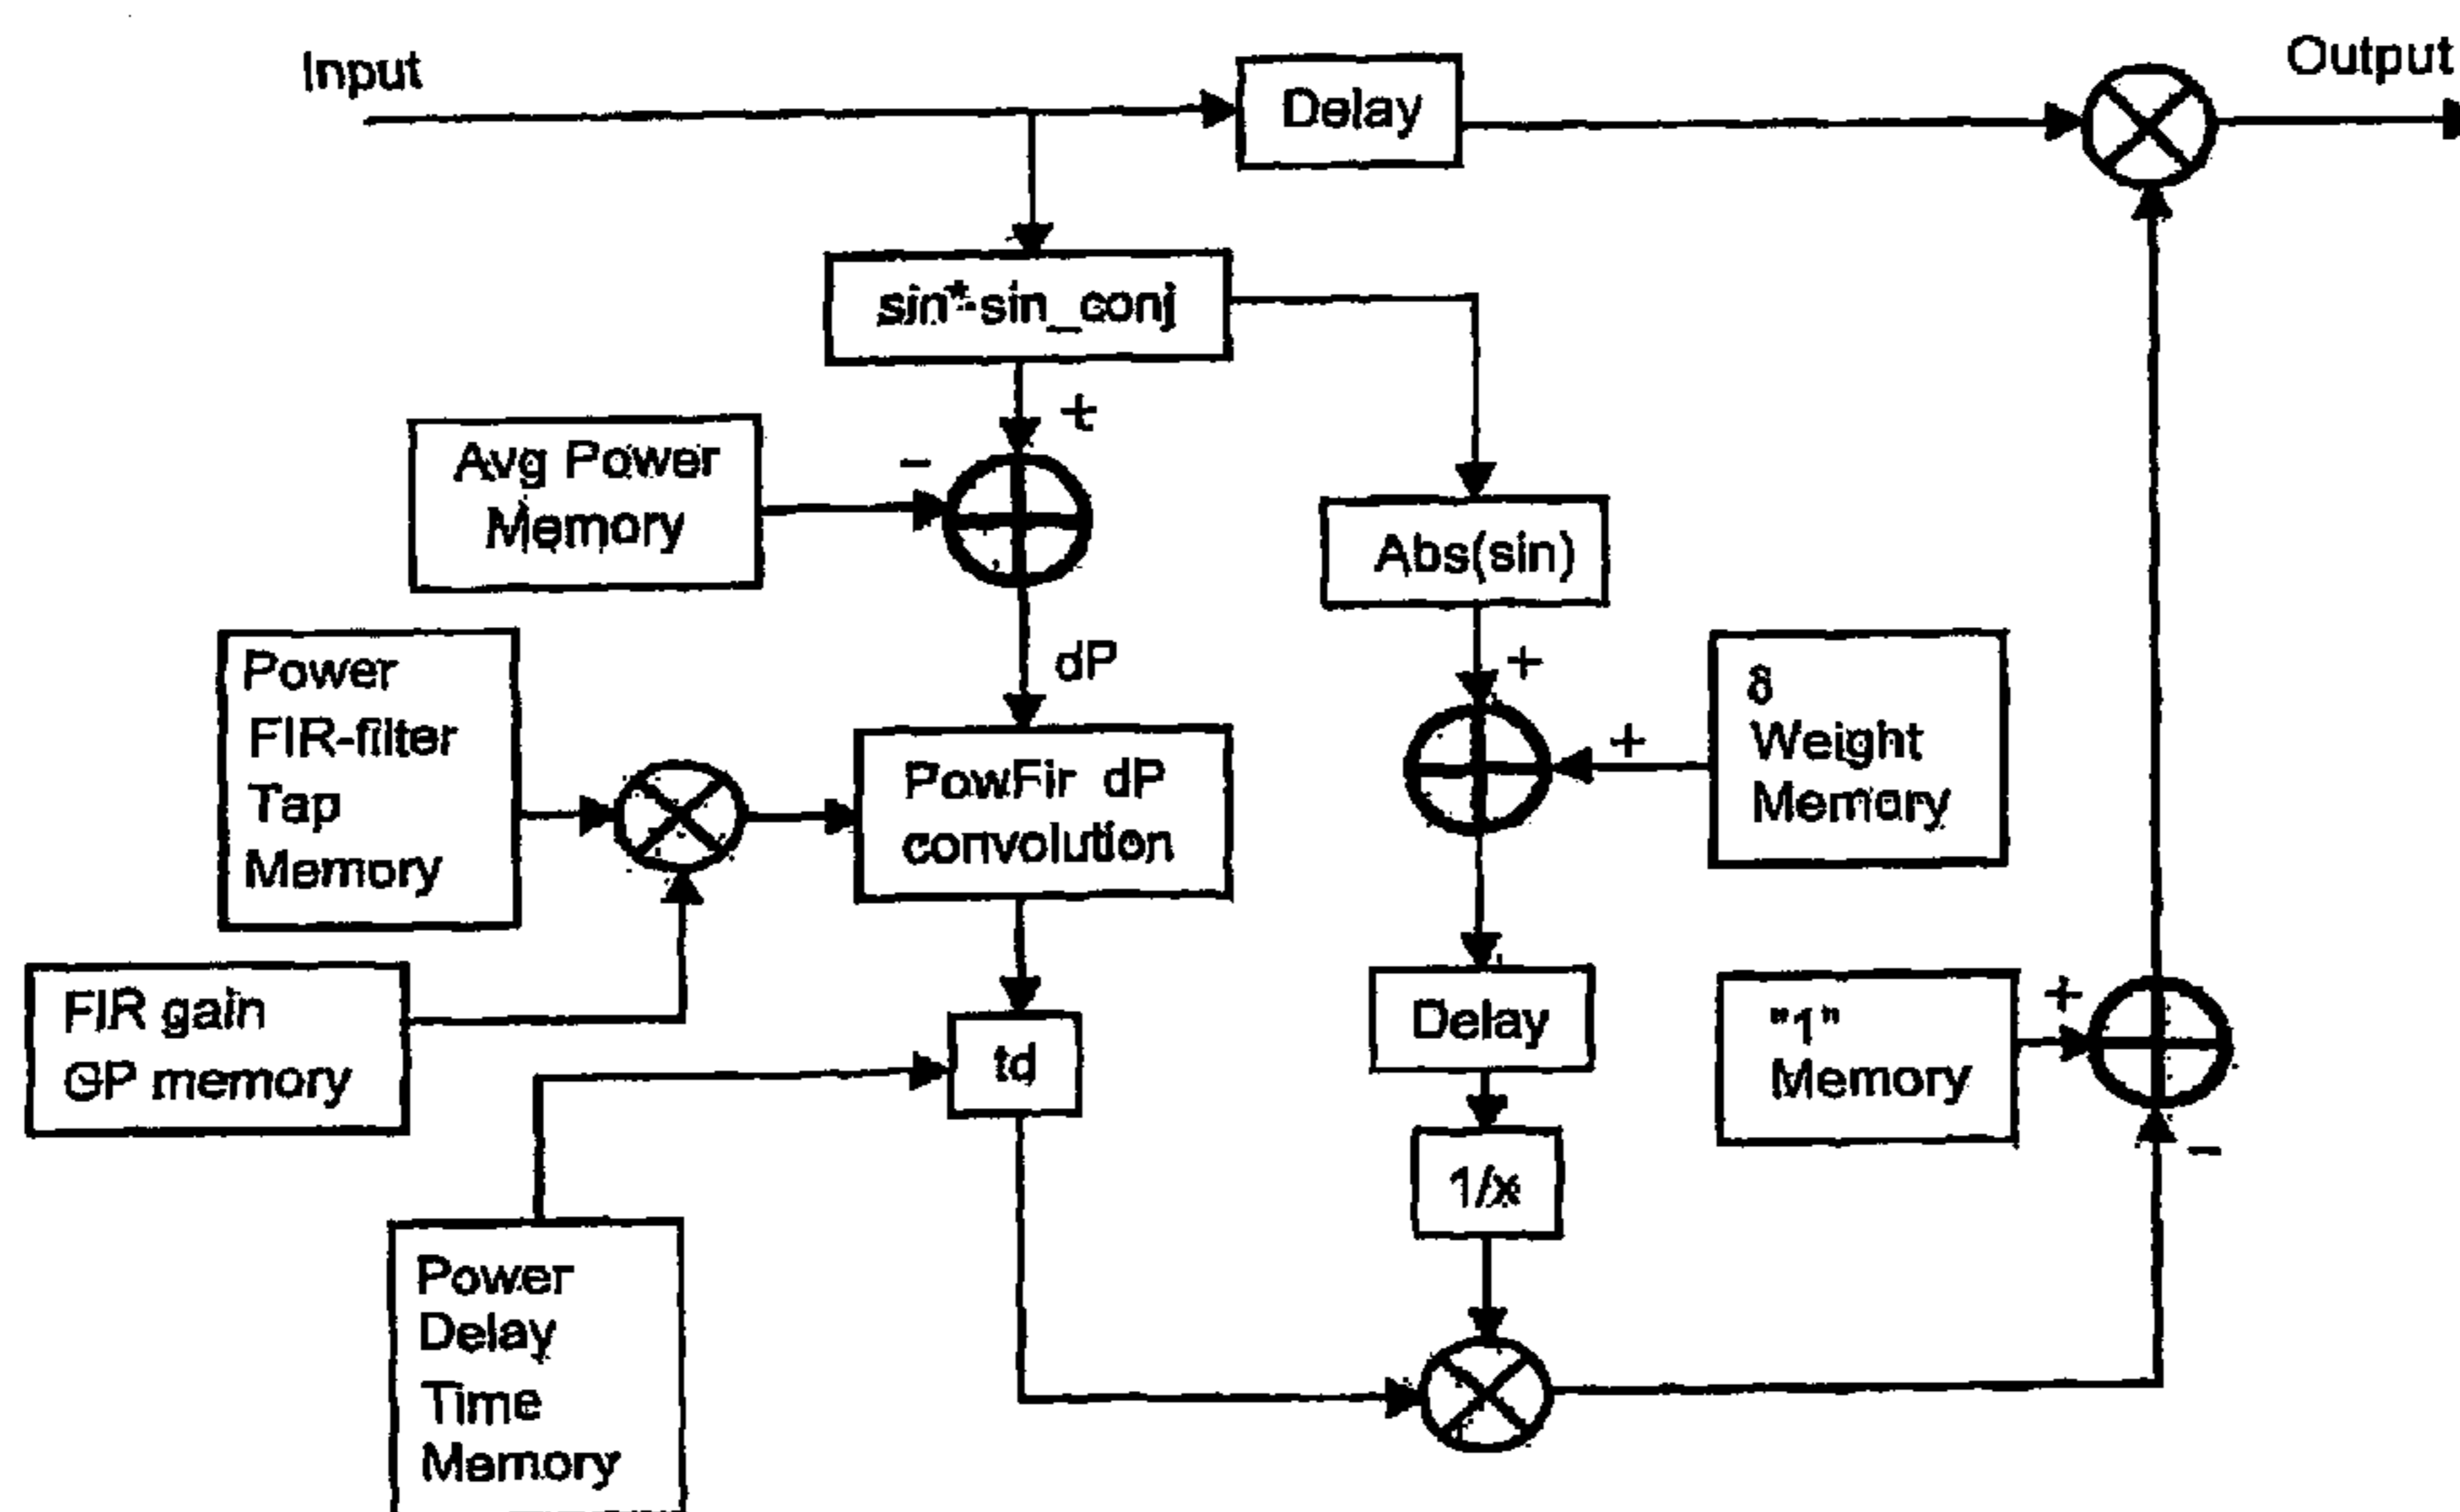 Input
Output
Delay
sin*sin_conj
+
Avg Power
Memory
−
Abs(sin)
dP
+
Power
FIR-filter
Tap
Memory
δ
Weight
Memory
+
PowFir dP
convolution
FIR gain
GP memory
td
Delay
"1"
Memory
+
−
1/x
Power
Delay
Time
Memory